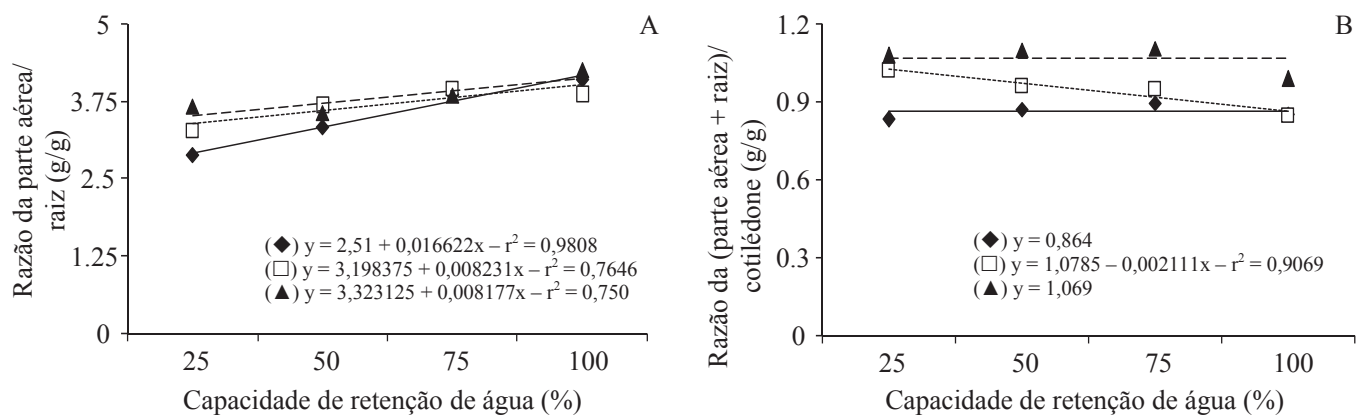 A
Razão da parte aérea/
raiz (g/g)
5
3.75
2.5
1.25
0
(◆) y = 2,51 + 0,016622x – r² = 0,9808
(□) y = 3,198375 + 0,008231x – r² = 0,7646
(▲) y = 3,323125 + 0,008177x – r² = 0,750
25 50 75 100
Capacidade de retenção de água (%)
B
Razão da (parte aérea + raiz)/
cotilédone (g/g)
1.2
0.9
0.6
0.3
0
(◆) y = 0,864
(□) y = 1,0785 – 0,002111x – r² = 0,9069
(▲) y = 1,069
25 50 75 100
Capacidade de retenção de água (%)